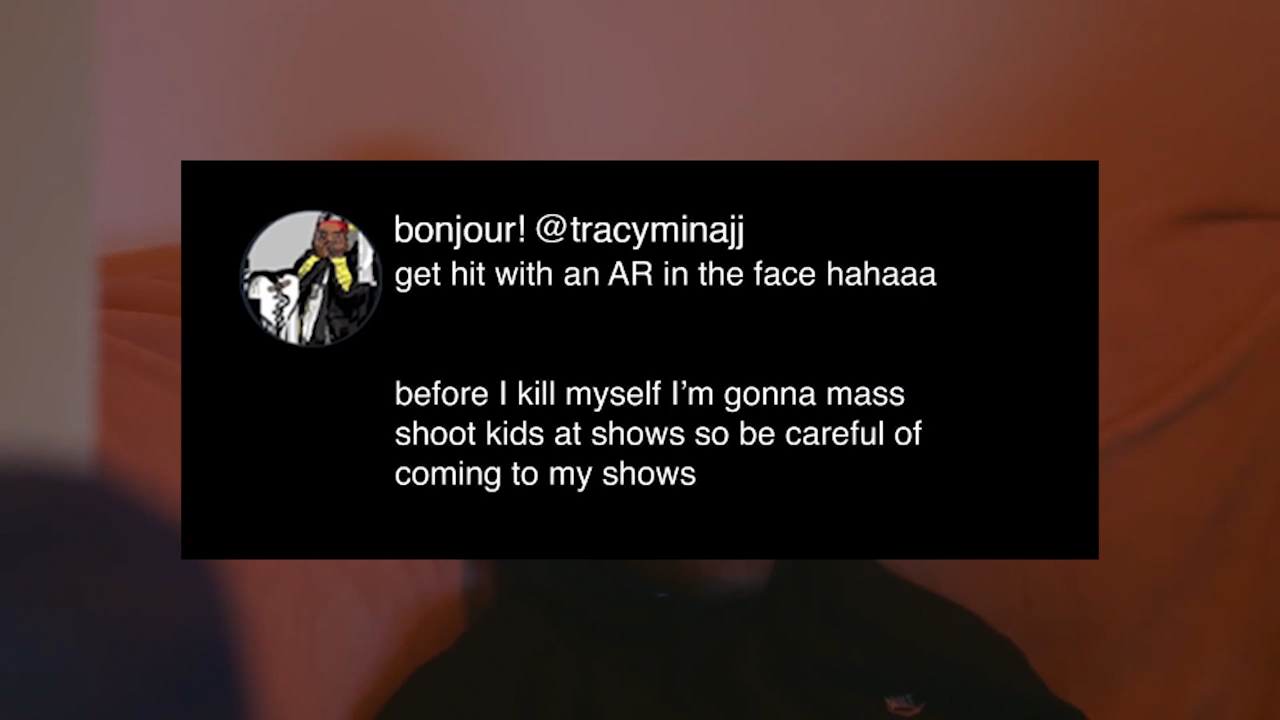 bonjour! @tracyminajj
get hit with an AR in the face hahaaa
before I kill myself I’m gonna mass
shoot kids at shows so be careful of
coming to my shows